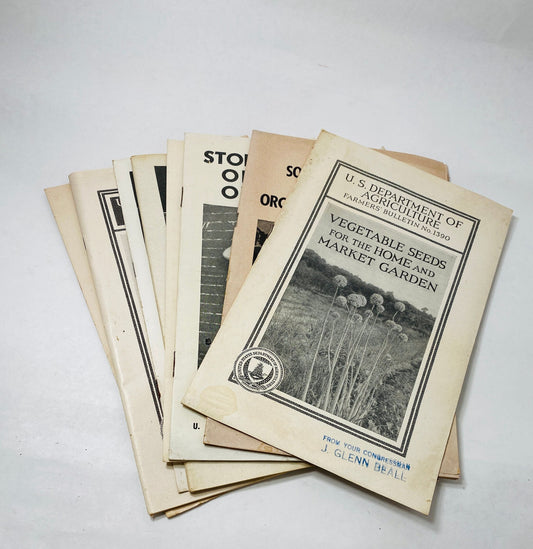 U. S. DEPARTMENT OF
AGRICULTURE
FARMERS' BULLETIN No. 1390
VEGETABLE SEEDS
FOR THE HOME AND
MARKET GARDEN
FROM YOUR CONGRESSMAN
J. GLENN BEALL
SO
ORC
STO
O
O
U.